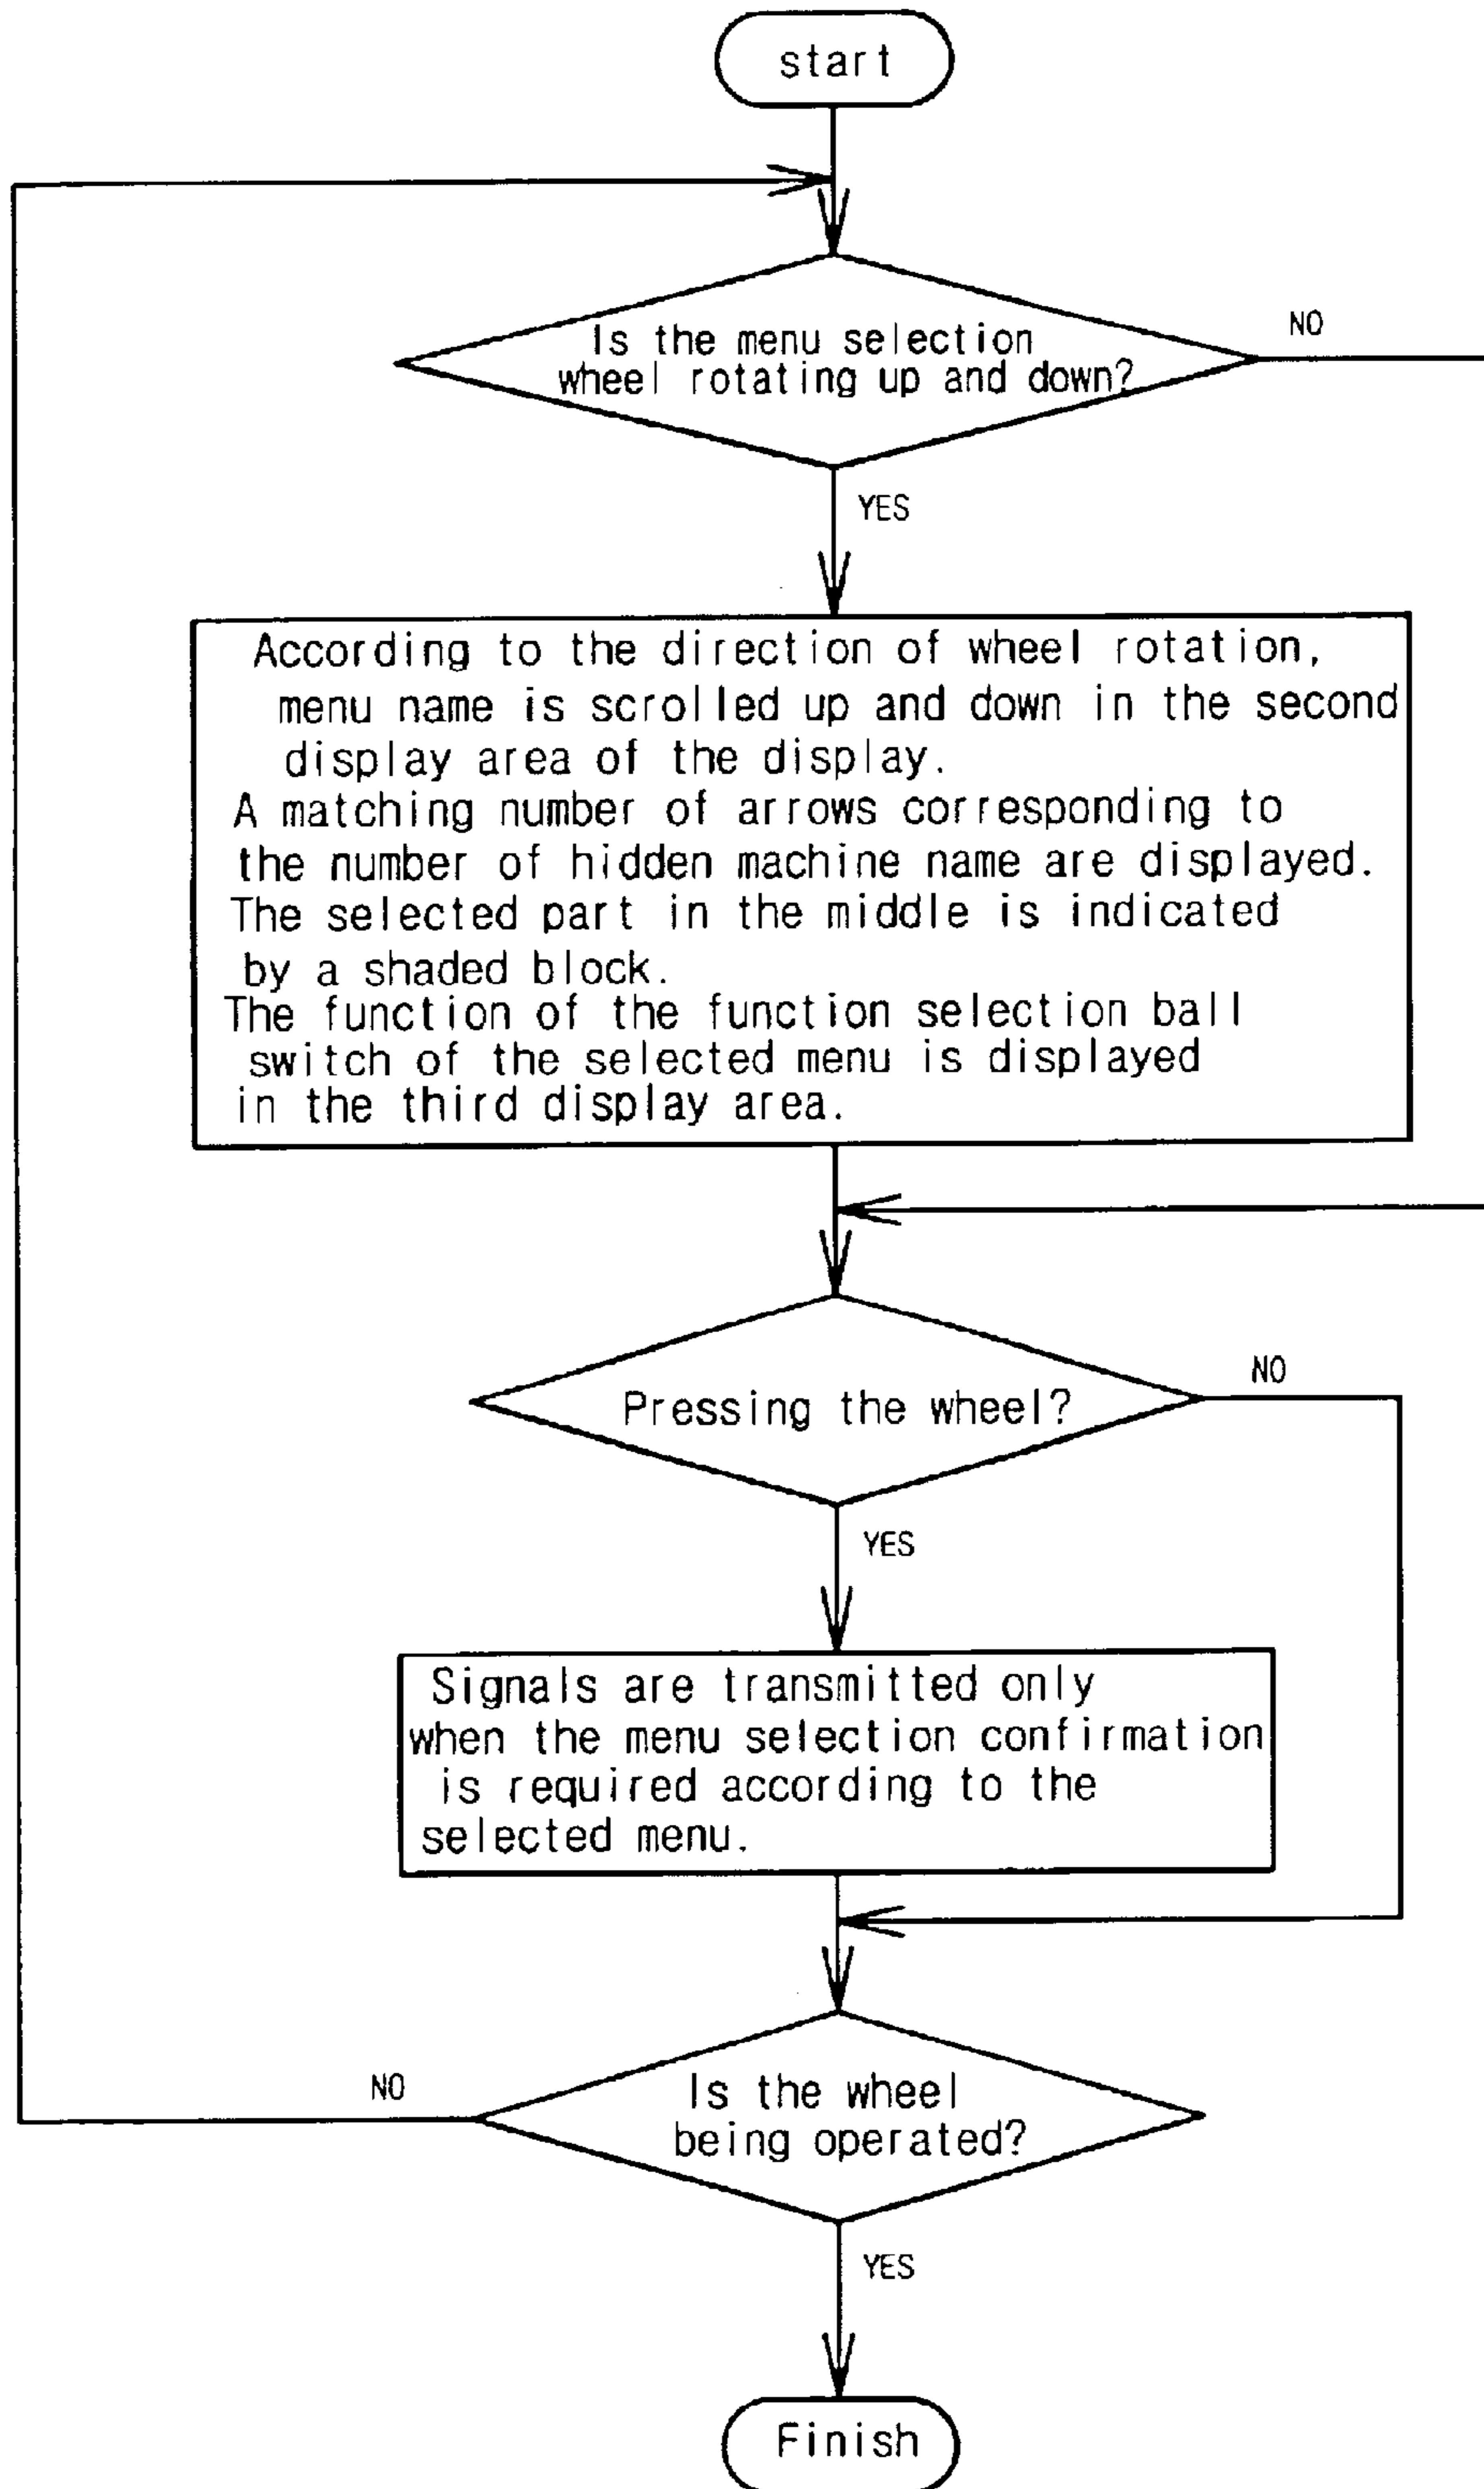 start
Is the menu selection
wheel rotating up and down?
NO
YES
According to the direction of wheel rotation,
menu name is scrolled up and down in the second
display area of the display.
A matching number of arrows corresponding to
the number of hidden machine name are displayed.
The selected part in the middle is indicated
by a shaded block.
The function of the function selection ball
switch of the selected menu is displayed
in the third display area.
Pressing the wheel?
NO
YES
Signals are transmitted only
when the menu selection confirmation
is required according to the
selected menu.
Is the wheel
being operated?
NO
YES
Finish